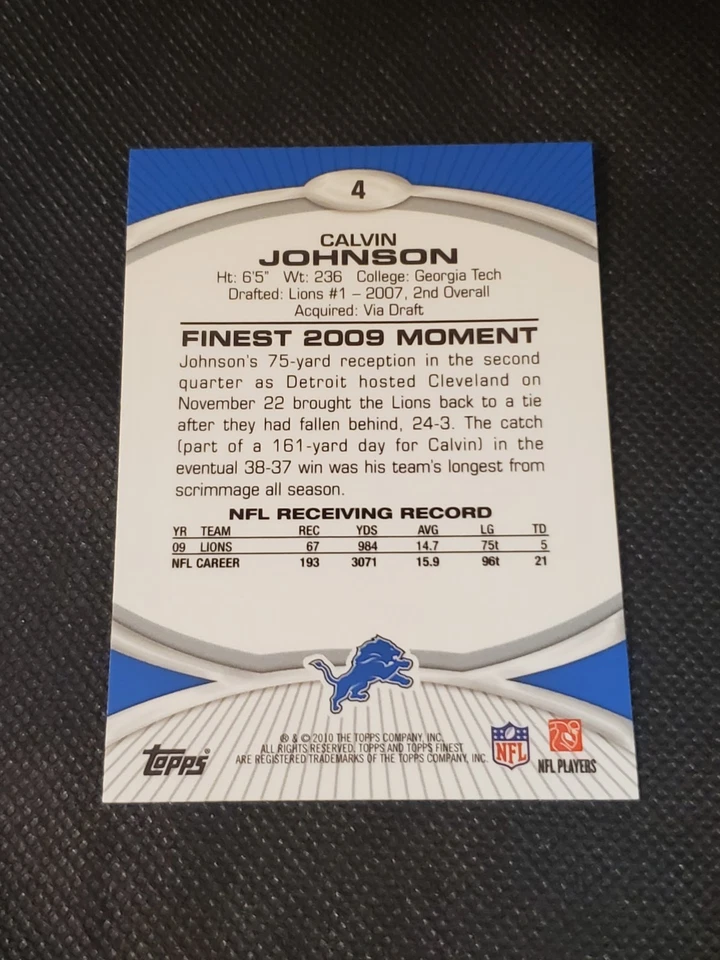 4
CALVIN
JOHNSON
Ht: 6'5" Wt: 236 College: Georgia Tech
Drafted: Lions #1 – 2007, 2nd Overall
Acquired: Via Draft
FINEST 2009 MOMENT
Johnson's 75-yard reception in the second
quarter as Detroit hosted Cleveland on
November 22 brought the Lions back to a tie
after they had fallen behind, 24-3. The catch
(part of a 161-yard day for Calvin) in the
eventual 38-37 win was his team's longest from
scrimmage all season.
NFL RECEIVING RECORD
YR TEAM REC YDS AVG LG TD
09 LIONS 67 984 14.7 75t 5
NFL CAREER 193 3071 15.9 96t 21
® & © 2010 THE TOPPS COMPANY, INC.
ALL RIGHTS RESERVED. TOPPS AND TOPPS FINEST
ARE REGISTERED TRADEMARKS OF THE TOPPS COMPANY, INC.
Topps®
NFL
NFL PLAYERS